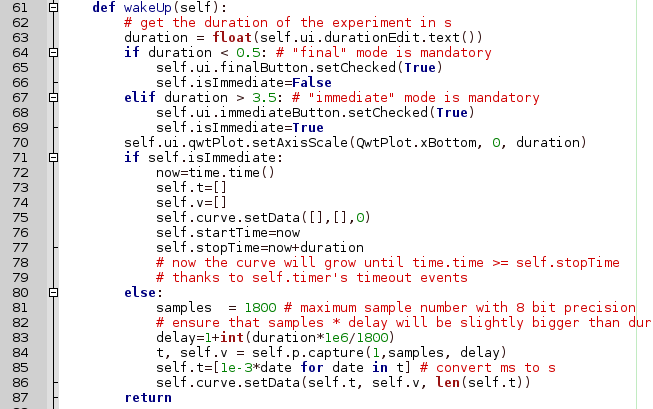 61 def wakeUp(self):
62 # get the duration of the experiment in s
63 duration = float(self.ui.durationEdit.text())
64 if duration < 0.5: # "final" mode is mandatory
65 self.ui.finalButton.setChecked(True)
66 self.isImmediate=False
67 elif duration > 3.5: # "immediate" mode is mandatory
68 self.ui.immediateButton.setChecked(True)
69 self.isImmediate=True
70 self.ui.qwtPlot.setAxisScale(QwtPlot.xBottom, 0, duration)
71 if self.isImmediate:
72 now=time.time()
73 self.t=[]
74 self.v=[]
75 self.curve.setData([],[],0)
76 self.startTime=now
77 self.stopTime=now+duration
78 # now the curve will grow until time.time >= self.stopTime
79 # thanks to self.timer's timeout events
80 else:
81 samples  = 1800 # maximum sample number with 8 bit precision
82 # ensure that samples * delay will be slightly bigger than dur
83 delay=1+int(duration*1e6/1800)
84 t, self.v = self.p.capture(1,samples, delay)
85 self.t=[1e-3*date for date in t] # convert ms to s
86 self.curve.setData(self.t, self.v, len(self.t))
87 return